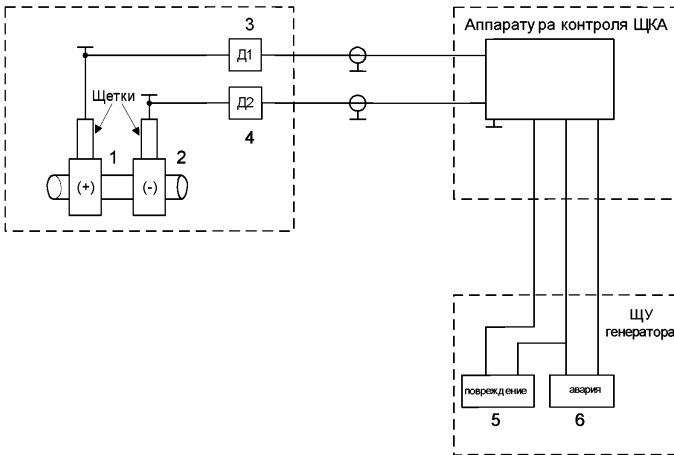 3
Аппаратура контроля ЩКА
Д1
Щетки
Д2
4
1
2
(+)
(-)
ЩУ
генератора
повреждение
авария
5
6